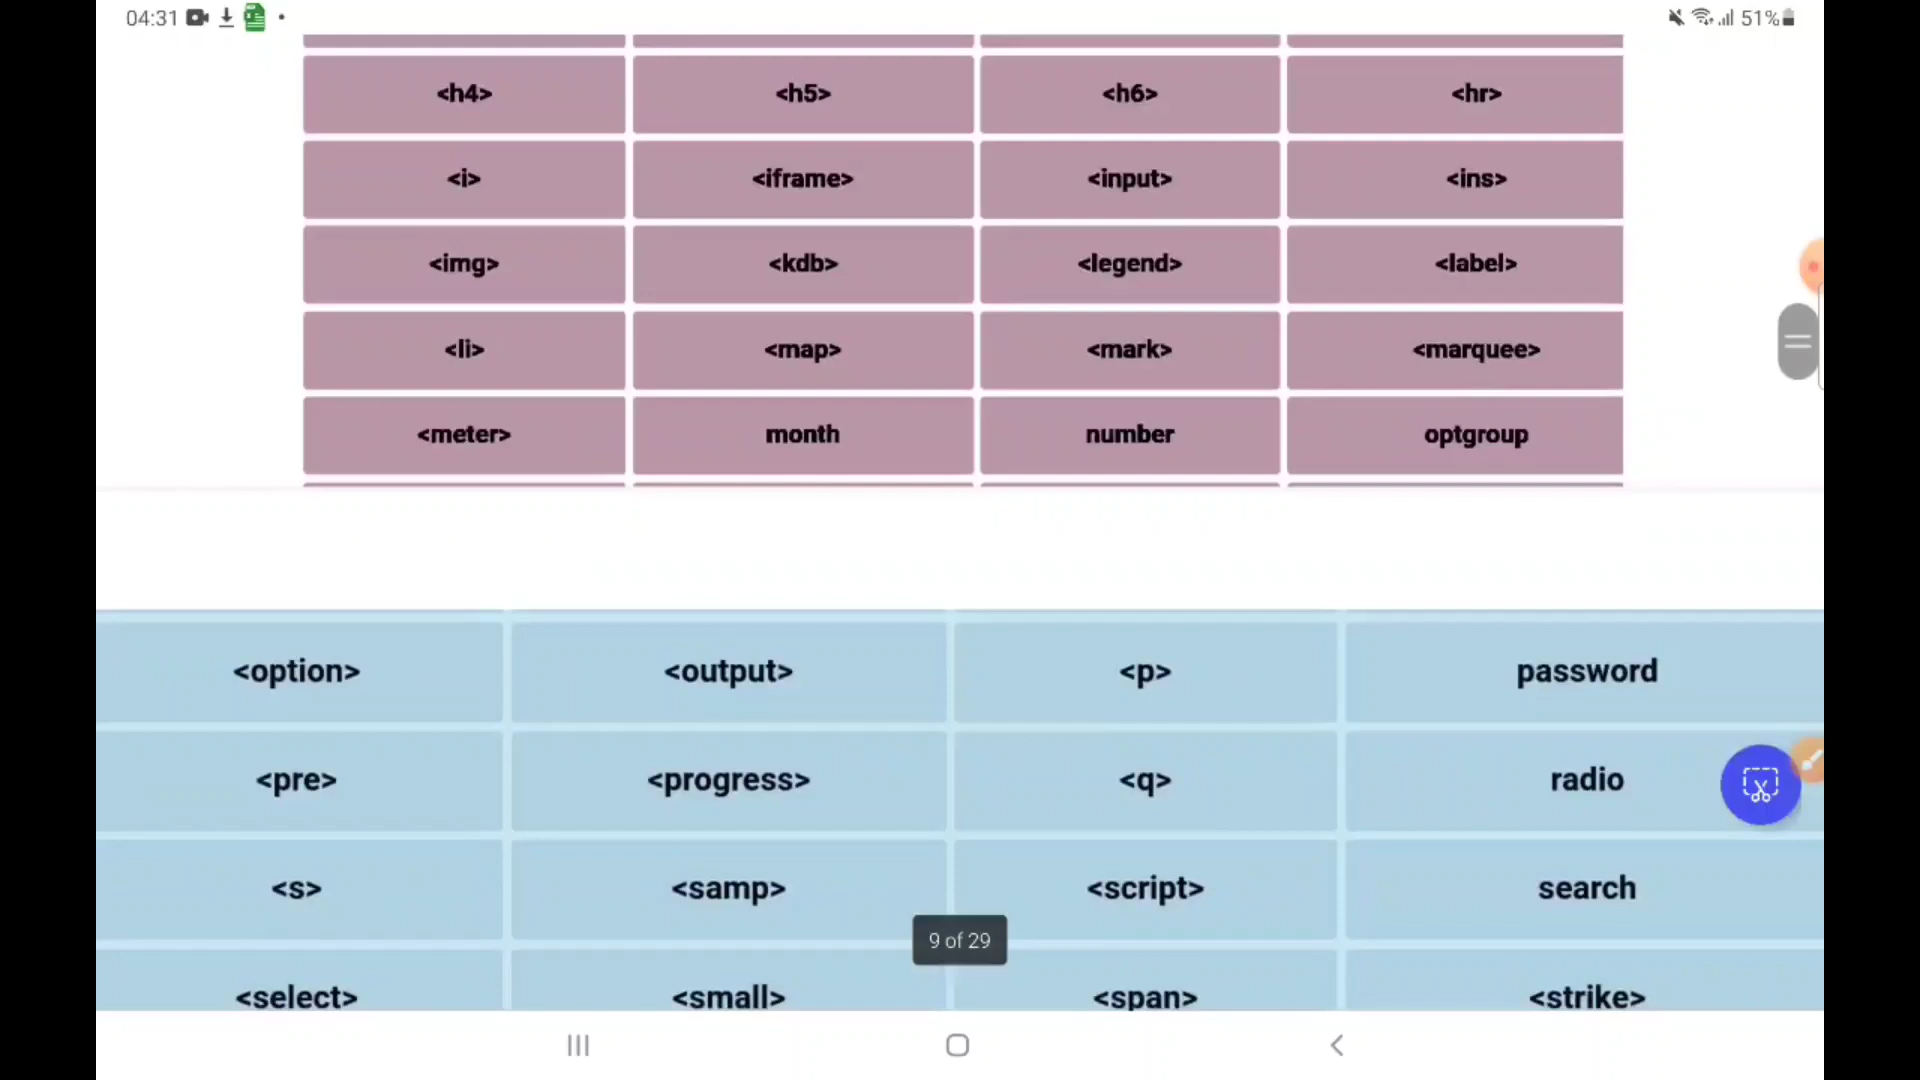 04:31 51%
<h4> <h5> <h6> <hr>
<i> <iframe> <input> <ins>
<img> <kdb> <legend> <label>
<li> <map> <mark> <marquee>
<meter> month number optgroup
<option> <output> <p> password
<pre> <progress> <q> radio
<s> <samp> <script> search
9 of 29
<select> <small> <span> <strike>